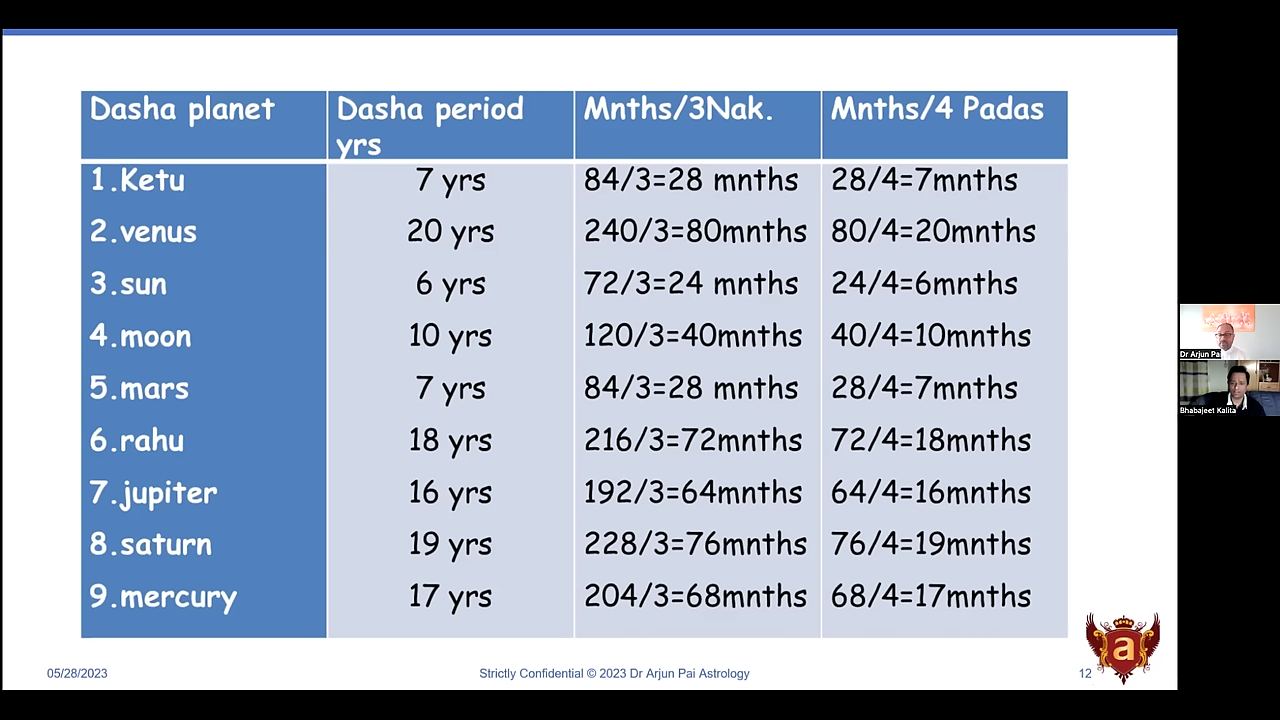 Dasha planet Dasha period yrs Mnths/3Nak. Mnths/4 Padas
1.Ketu 7 yrs 84/3=28 mnths 28/4=7mnths
2.venus 20 yrs 240/3=80mnths 80/4=20mnths
3.sun 6 yrs 72/3=24 mnths 24/4=6mnths
4.moon 10 yrs 120/3=40mnths 40/4=10mnths
5.mars 7 yrs 84/3=28 mnths 28/4=7mnths
6.rahu 18 yrs 216/3=72mnths 72/4=18mnths
7.jupiter 16 yrs 192/3=64mnths 64/4=16mnths
8.saturn 19 yrs 228/3=76mnths 76/4=19mnths
9.mercury 17 yrs 204/3=68mnths 68/4=17mnths
05/28/2023 Strictly Confidential © 2023 Dr Arjun Pai Astrology 12
a
Dr Arjun Pai
Bhabajeet Kalita